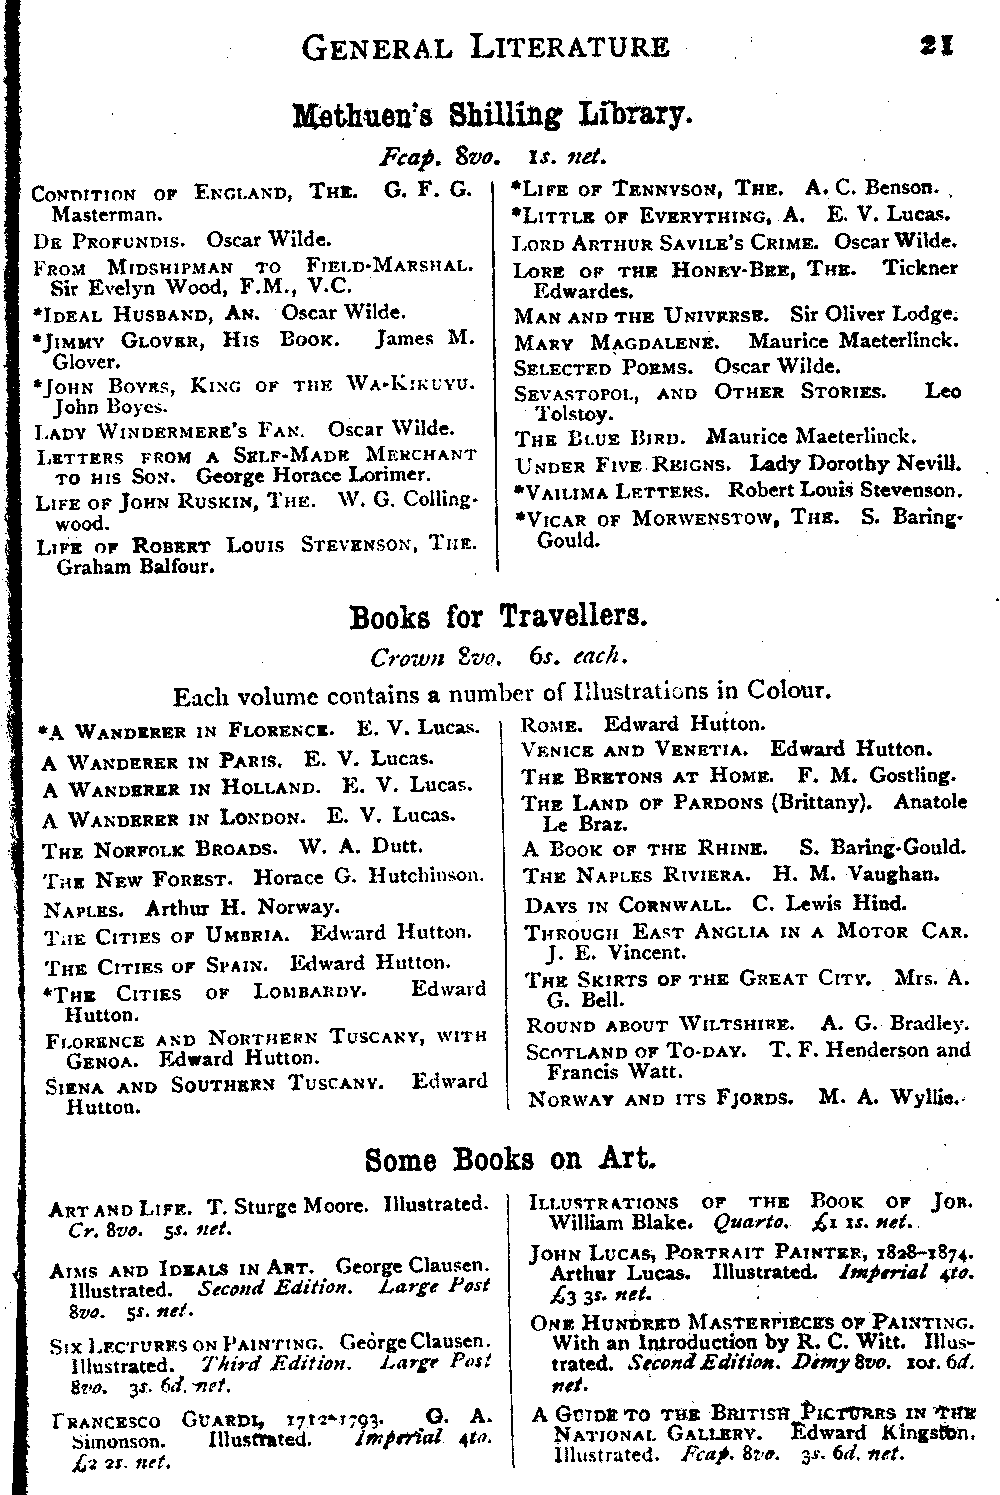 GENERAL LITERATURE 21
Methuen's Shilling Library.
Fcap. 8vo. 1s. net.
CONDITION OF ENGLAND, THE. G. F. G.
Masterman.
DE PROFUNDIS. Oscar Wilde.
FROM MIDSHIPMAN TO FIELD-MARSHAL.
Sir Evelyn Wood, F.M., V.C.
*IDEAL HUSBAND, AN. Oscar Wilde.
*JIMMY GLOVER, HIS BOOK. James M.
Glover.
*JOHN BOYES, KING OF THE WA-KIKUYU.
John Boyes.
LADY WINDERMERE'S FAN. Oscar Wilde.
LETTERS FROM A SELF-MADE MERCHANT
TO HIS SON. George Horace Lorimer.
LIFE OF JOHN RUSKIN, THE. W. G. Colling-
wood.
LIFE OF ROBERT LOUIS STEVENSON, THE.
Graham Balfour.
*LIFE OF TENNYSON, THE. A. C. Benson.
*LITTLE OF EVERYTHING, A. E. V. Lucas.
LORD ARTHUR SAVILE'S CRIME. Oscar Wilde.
LORE OF THE HONEY-BEE, THE. Tickner
Edwardes.
MAN AND THE UNIVERSE. Sir Oliver Lodge.
MARY MAGDALENE. Maurice Maeterlinck.
SELECTED POEMS. Oscar Wilde.
SEVASTOPOL, AND OTHER STORIES. Leo
Tolstoy.
THE BLUE BIRD. Maurice Maeterlinck.
UNDER FIVE REIGNS. Lady Dorothy Nevill.
*VAILIMA LETTERS. Robert Louis Stevenson.
*VICAR OF MORWENSTOW, THE. S. Baring-
Gould.
Books for Travellers.
Crown 8vo. 6s. each.
Each volume contains a number of Illustrations in Colour.
*A WANDERER IN FLORENCE. E. V. Lucas.
A WANDERER IN PARIS. E. V. Lucas.
A WANDERER IN HOLLAND. E. V. Lucas.
A WANDERER IN LONDON. E. V. Lucas.
THE NORFOLK BROADS. W. A. Dutt.
THE NEW FOREST. Horace G. Hutchinson.
NAPLES. Arthur H. Norway.
THE CITIES OF UMBRIA. Edward Hutton.
THE CITIES OF SPAIN. Edward Hutton.
*THE CITIES OF LOMBARDY. Edward
Hutton.
FLORENCE AND NORTHERN TUSCANY, WITH
GENOA. Edward Hutton.
SIENA AND SOUTHERN TUSCANY. Edward
Hutton.
ROME. Edward Hutton.
VENICE AND VENETIA. Edward Hutton.
THE BRETONS AT HOME. F. M. Gostling.
THE LAND OF PARDONS (Brittany). Anatole
Le Braz.
A BOOK OF THE RHINE. S. Baring-Gould.
THE NAPLES RIVIERA. H. M. Vaughan.
DAYS IN CORNWALL. C. Lewis Hind.
THROUGH EAST ANGLIA IN A MOTOR CAR.
J. E. Vincent.
THE SKIRTS OF THE GREAT CITY. Mrs. A.
G. Bell.
ROUND ABOUT WILTSHIRE. A. G. Bradley.
SCOTLAND OF TO-DAY. T. F. Henderson and
Francis Watt.
NORWAY AND ITS FJORDS. M. A. Wyllie.
Some Books on Art.
ART AND LIFE. T. Sturge Moore. Illustrated.
Cr. 8vo. 5s. net.
AIMS AND IDEALS IN ART. George Clausen.
Illustrated. Second Edition. Large Post
8vo. 5s. net.
SIX LECTURES ON PAINTING. George Clausen.
Illustrated. Third Edition. Large Post
8vo. 3s. 6d. net.
FRANCESCO GUARDI, 1712-1793. G. A.
Simonson. Illustrated. Imperial 4to.
£2 2s. net.
ILLUSTRATIONS OF THE BOOK OF JOB.
William Blake. Quarto. £1 1s. net.
JOHN LUCAS, PORTRAIT PAINTER, 1828-1874.
Arthur Lucas. Illustrated. Imperial 4to.
£3 3s. net.
ONE HUNDRED MASTERPIECES OF PAINTING.
With an Introduction by R. C. Witt. Illus-
trated. Second Edition. Demy 8vo. 10s. 6d.
net.
A GUIDE TO THE BRITISH PICTURES IN THE
NATIONAL GALLERY. Edward Kingston.
Illustrated. Fcap. 8vo. 3s. 6d. net.